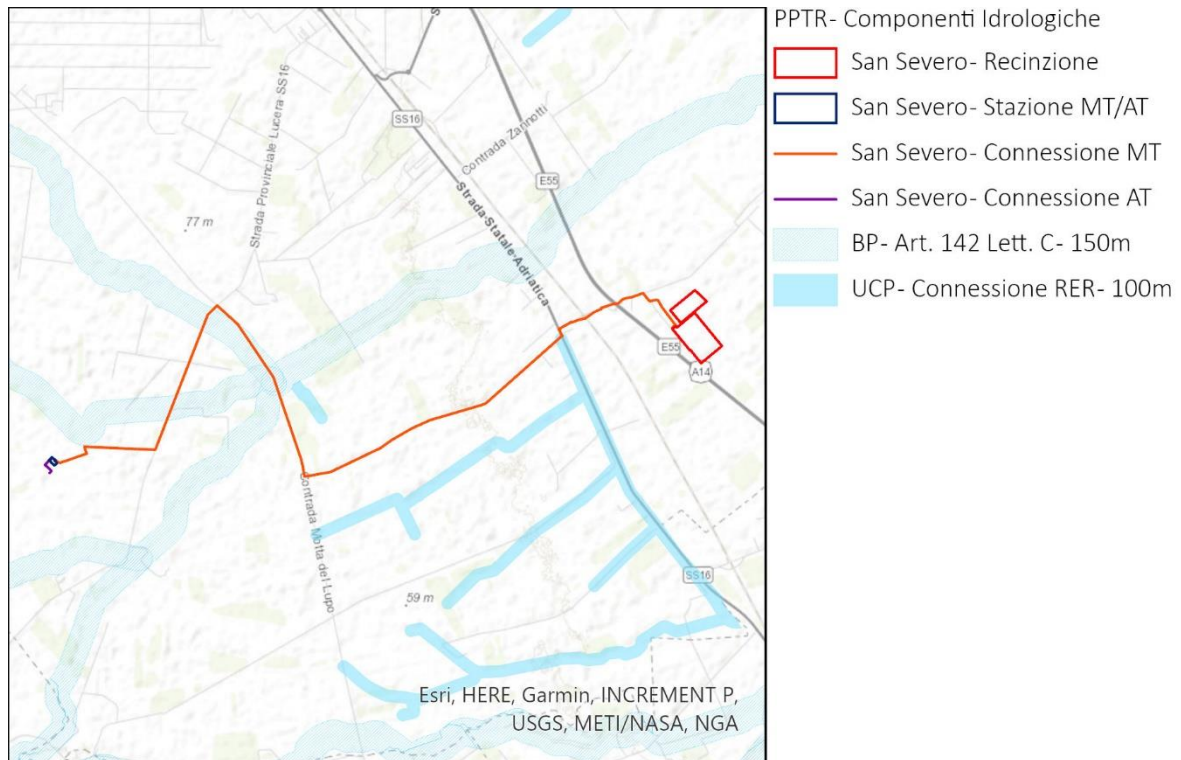 PPTR- Componenti Idrologiche
San Severo- Recinzione
San Severo- Stazione MT/AT
San Severo- Connessione MT
San Severo- Connessione AT
BP- Art. 142 Lett. C- 150m
UCP- Connessione RER- 100m
SS16
Strada Provinciale Lucera SS16
Contrada Zannotti
E55
Strada Statale Adriatica
77 m
E55
A14
Contrada Motta del Lupo
SS16
59 m
Esri, HERE, Garmin, INCREMENT P,
USGS, METI/NASA, NGA